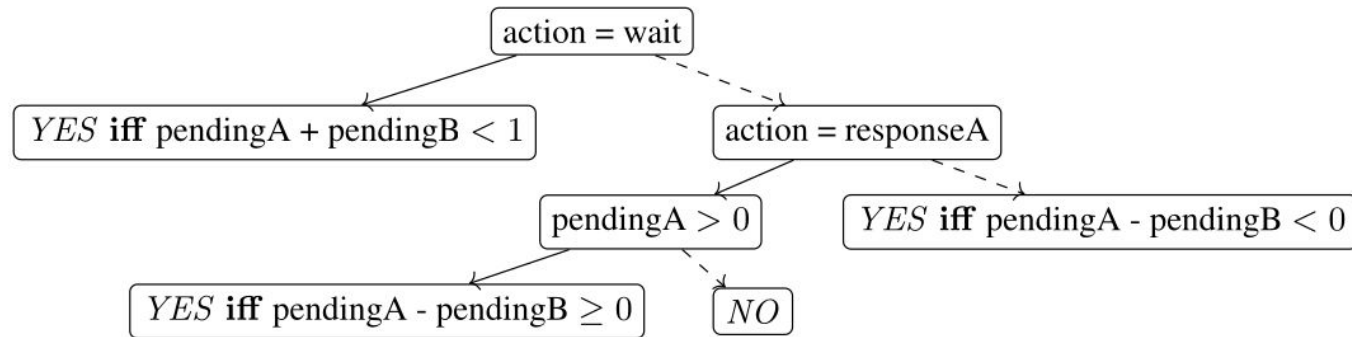 action = wait
YES iff pendingA + pendingB < 1
action = responseA
pendingA > 0
YES iff pendingA - pendingB < 0
YES iff pendingA - pendingB ≥ 0
NO